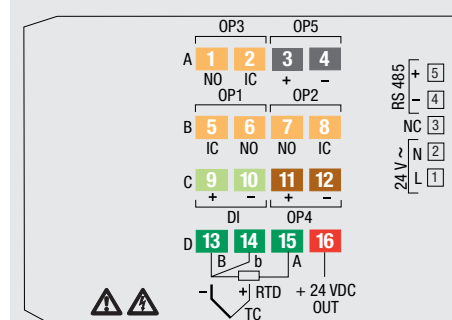 OP3 OP5
A 1 2 3 4
NO IC + −
OP1 OP2
B 5 6 7 8
IC NO NO IC
C 9 10 11 12
+ − + −
DI OP4
D 13 14 15 16
B b A
− + RTD + 24 VDC
TC OUT
RS 485 + 5
− 4
NC 3
24 V ~ N 2
L 1